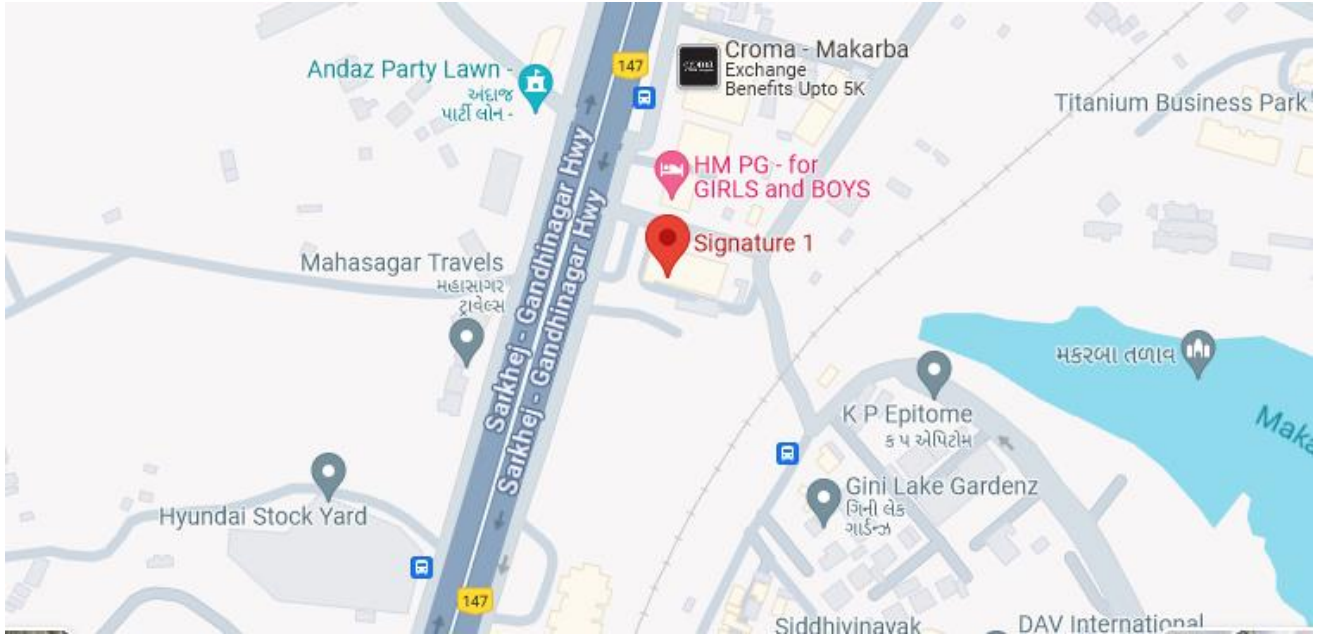 Croma - Makarba
Exchange
Benefits Upto 5K
147
Andaz Party Lawn -
અંદાજ
પાર્ટી લોન -
Titanium Business Park
HM PG - for
GIRLS and BOYS
Sarkhej - Gandhinagar Hwy
Sarkhej - Gandhinagar Hwy
Signature 1
Mahasagar Travels
મહાસાગર
ટ્રાવેલ્સ
મકરબા તળાવ
K P Epitome
ક પ એપિટોમ
Maka
Gini Lake Gardenz
ગિની લેક
ગાર્ડન્ઝ
Hyundai Stock Yard
147
Siddhivinayak
DAV International